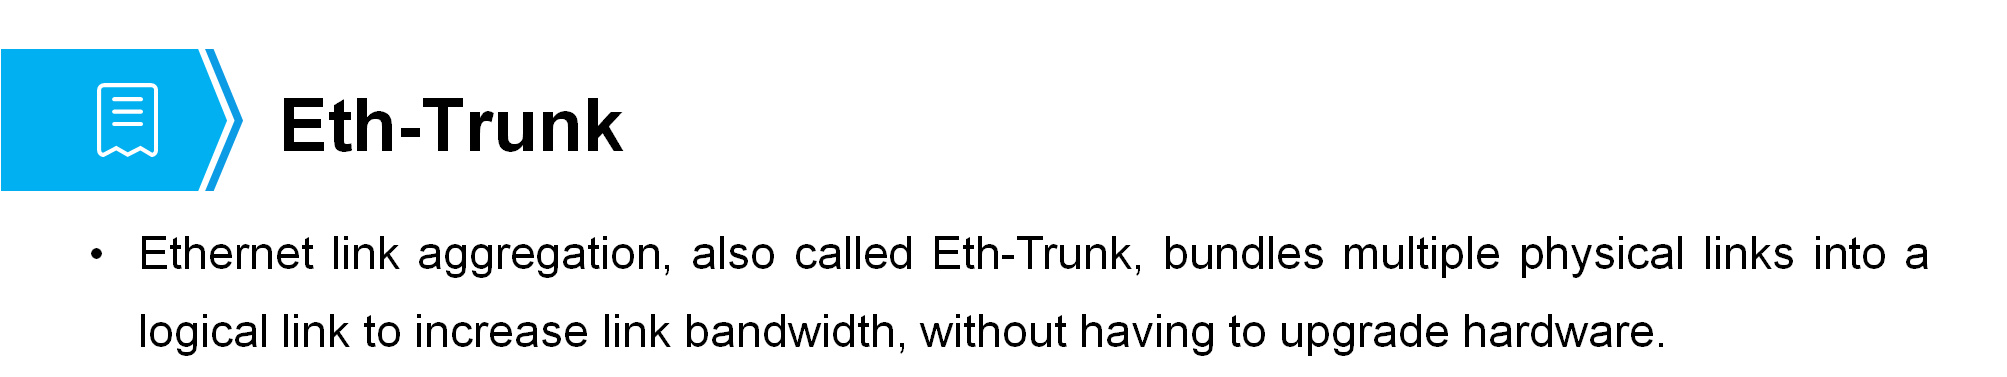 Eth-Trunk
• Ethernet link aggregation, also called Eth-Trunk, bundles multiple physical links into a
logical link to increase link bandwidth, without having to upgrade hardware.